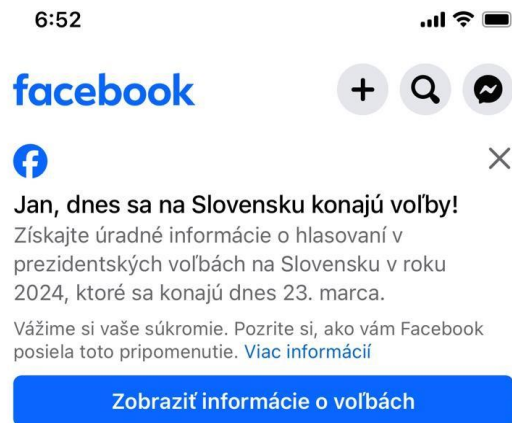 6:52
facebook
Jan, dnes sa na Slovensku konajú voľby!
Získajte úradné informácie o hlasovaní v
prezidentských voľbách na Slovensku v roku
2024, ktoré sa konajú dnes 23. marca.
Vážime si vaše súkromie. Pozrite si, ako vám Facebook
posiela toto pripomenutie. Viac informácií
Zobraziť informácie o voľbách